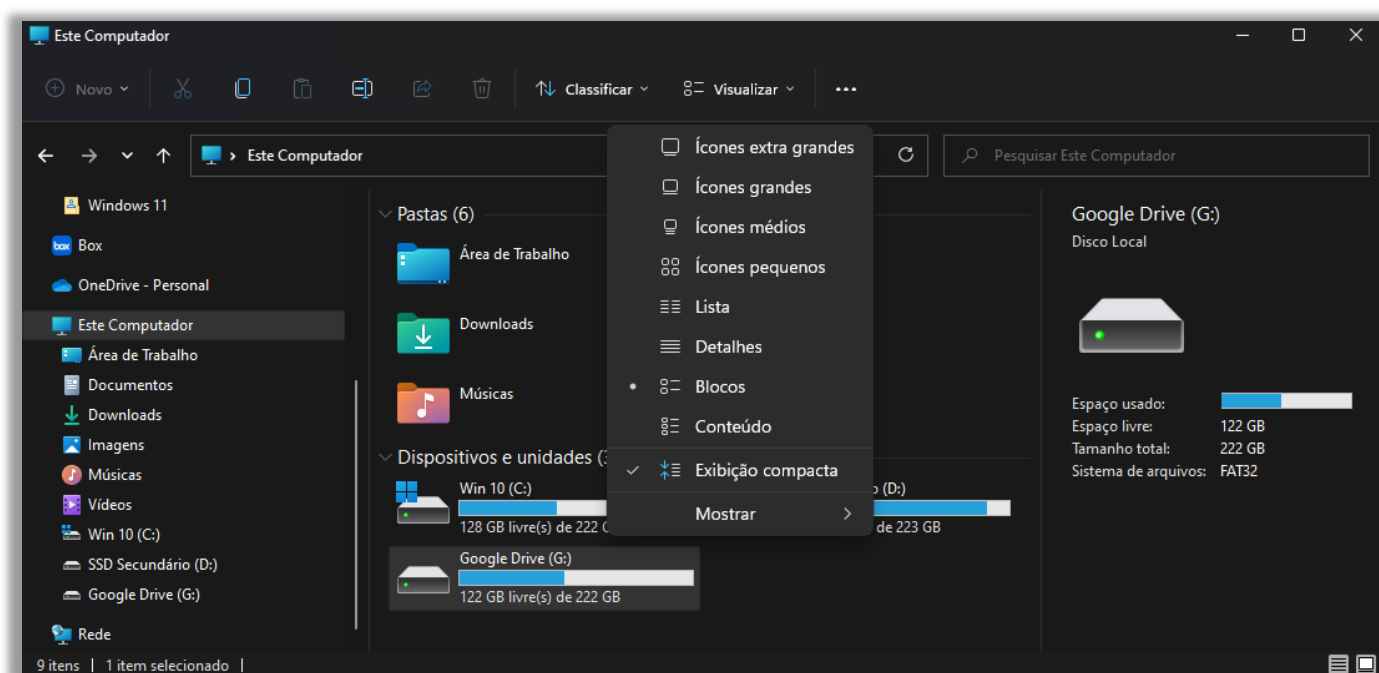 Este Computador
Novo
Classificar
Visualizar
Este Computador
Pesquisar Este Computador
Windows 11
box Box
OneDrive - Personal
Este Computador
Área de Trabalho
Documentos
Downloads
Imagens
Músicas
Vídeos
Win 10 (C:)
SSD Secundário (D:)
Google Drive (G:)
Rede
Pastas (6)
Área de Trabalho
Downloads
Músicas
Dispositivos e unidades (
Win 10 (C:)
128 GB livre(s) de 222
(D:)
de 223 GB
Google Drive (G:)
122 GB livre(s) de 222 GB
Ícones extra grandes
Ícones grandes
Ícones médios
Ícones pequenos
Lista
Detalhes
Blocos
Conteúdo
Exibição compacta
Mostrar
Google Drive (G:)
Disco Local
Espaço usado:
Espaço livre: 122 GB
Tamanho total: 222 GB
Sistema de arquivos: FAT32
9 itens | 1 item selecionado |